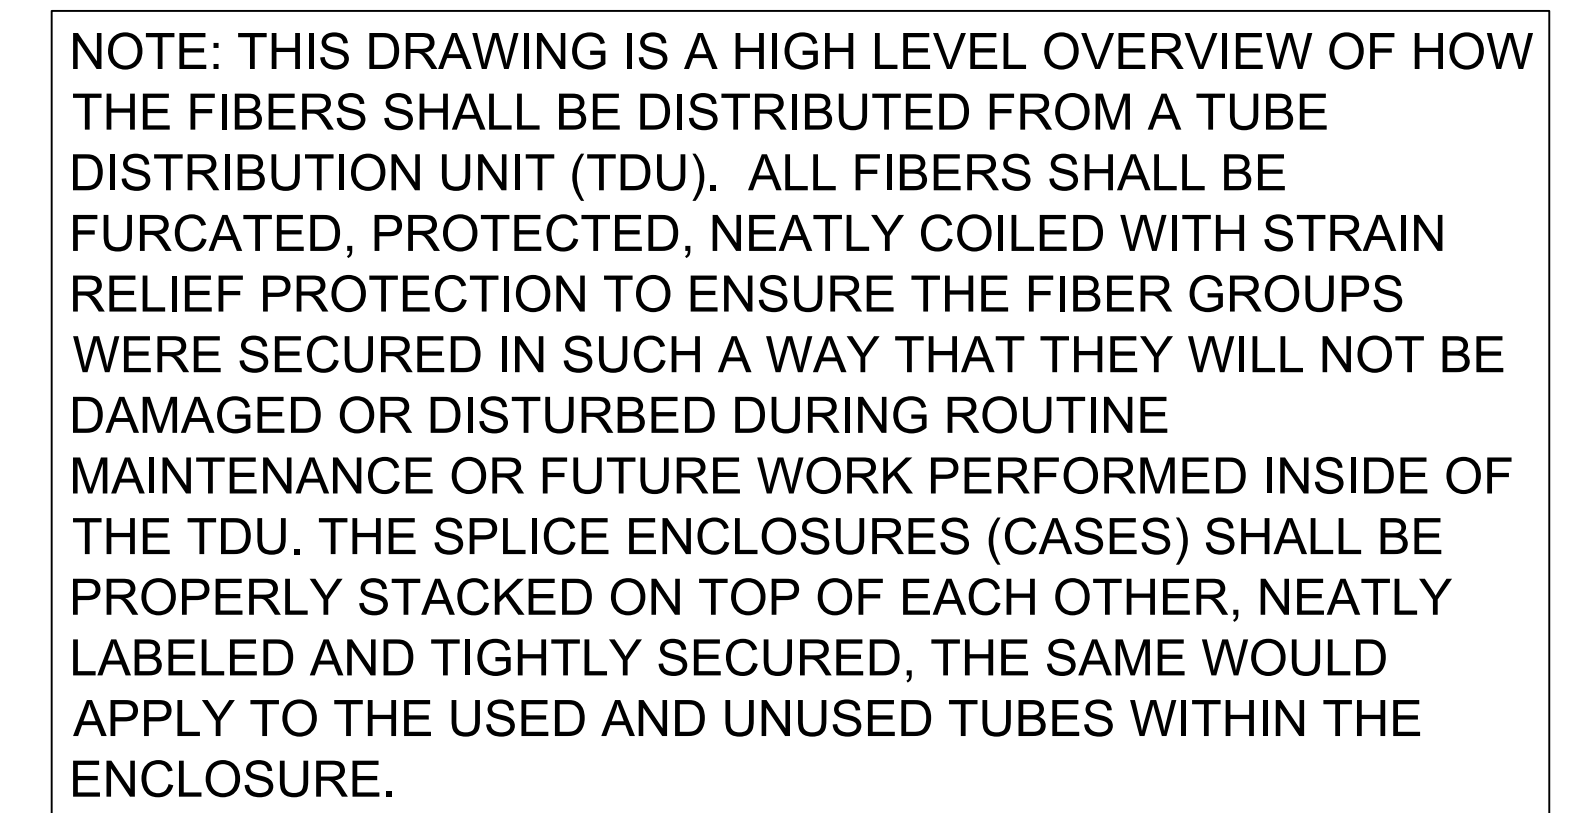 NOTE: THIS DRAWING IS A HIGH LEVEL OVERVIEW OF HOW
THE FIBERS SHALL BE DISTRIBUTED FROM A TUBE
DISTRIBUTION UNIT (TDU).  ALL FIBERS SHALL BE
FURCATED, PROTECTED, NEATLY COILED WITH STRAIN
RELIEF PROTECTION TO ENSURE THE FIBER GROUPS
WERE SECURED IN SUCH A WAY THAT THEY WILL NOT BE
DAMAGED OR DISTURBED DURING ROUTINE
MAINTENANCE OR FUTURE WORK PERFORMED INSIDE OF
THE TDU. THE SPLICE ENCLOSURES (CASES) SHALL BE
PROPERLY STACKED ON TOP OF EACH OTHER, NEATLY
LABELED AND TIGHTLY SECURED, THE SAME WOULD
APPLY TO THE USED AND UNUSED TUBES WITHIN THE
ENCLOSURE.